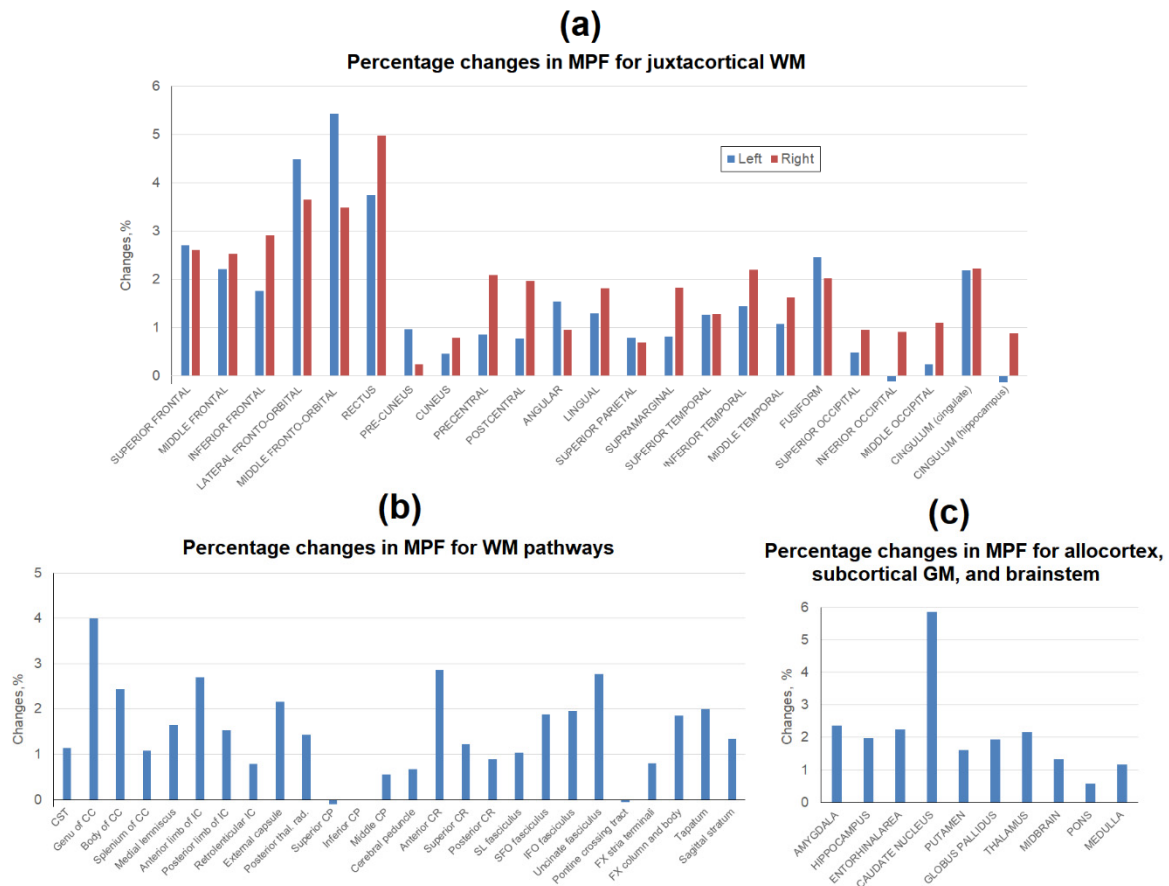 (a)
Percentage changes in MPF for juxtacortical WM
6
5
4
3
2
1
0
Changes,%
Left Right
SUPERIOR FRONTAL
MIDDLE FRONTAL
INFERIOR FRONTAL
LATERAL FRONTO-ORBITAL
MIDDLE FRONTO-ORBITAL
RECTUS
PRE-CUNEUS
CUNEUS
PRECENTRAL
POSTCENTRAL
ANGULAR
LINGUAL
SUPERIOR PARIETAL
SUPRAMARGINAL
SUPERIOR TEMPORAL
INFERIOR TEMPORAL
MIDDLE TEMPORAL
FUSIFORM
SUPERIOR OCCIPITAL
INFERIOR OCCIPITAL
MIDDLE OCCIPITAL
CINGULUM (cingulate)
CINGULUM (hippocampus)
(b)
Percentage changes in MPF for WM pathways
5
4
3
2
1
0
Changes,%
CST
Genu of CC
Body of CC
Splenium of CC
Medial lemniscus
Anterior limb of IC
Posterior limb of IC
Retrolenticular IC
External capsule
Posterior thal. rad.
Superior CP
Inferior CP
Middle CP
Cerebral peduncle
Anterior CR
Superior CR
Posterior CR
SL fasciculus
SFO fasciculus
IFO fasciculus
Uncinate fasciculus
Pontine crossing tract
FX stria terminali
FX column and body
Tapatum
Sagittal stratum
(c)
Percentage changes in MPF for allocortex,
subcortical GM, and brainstem
6
5
4
3
2
1
0
Changes, %
AMYGDALA
HIPPOCAMPUS
ENTORHINALAREA
CAUDATE NUCLEUS
PUTAMEN
GLOBUS PALLIDUS
THALAMUS
MIDBRAIN
PONS
MEDULLA